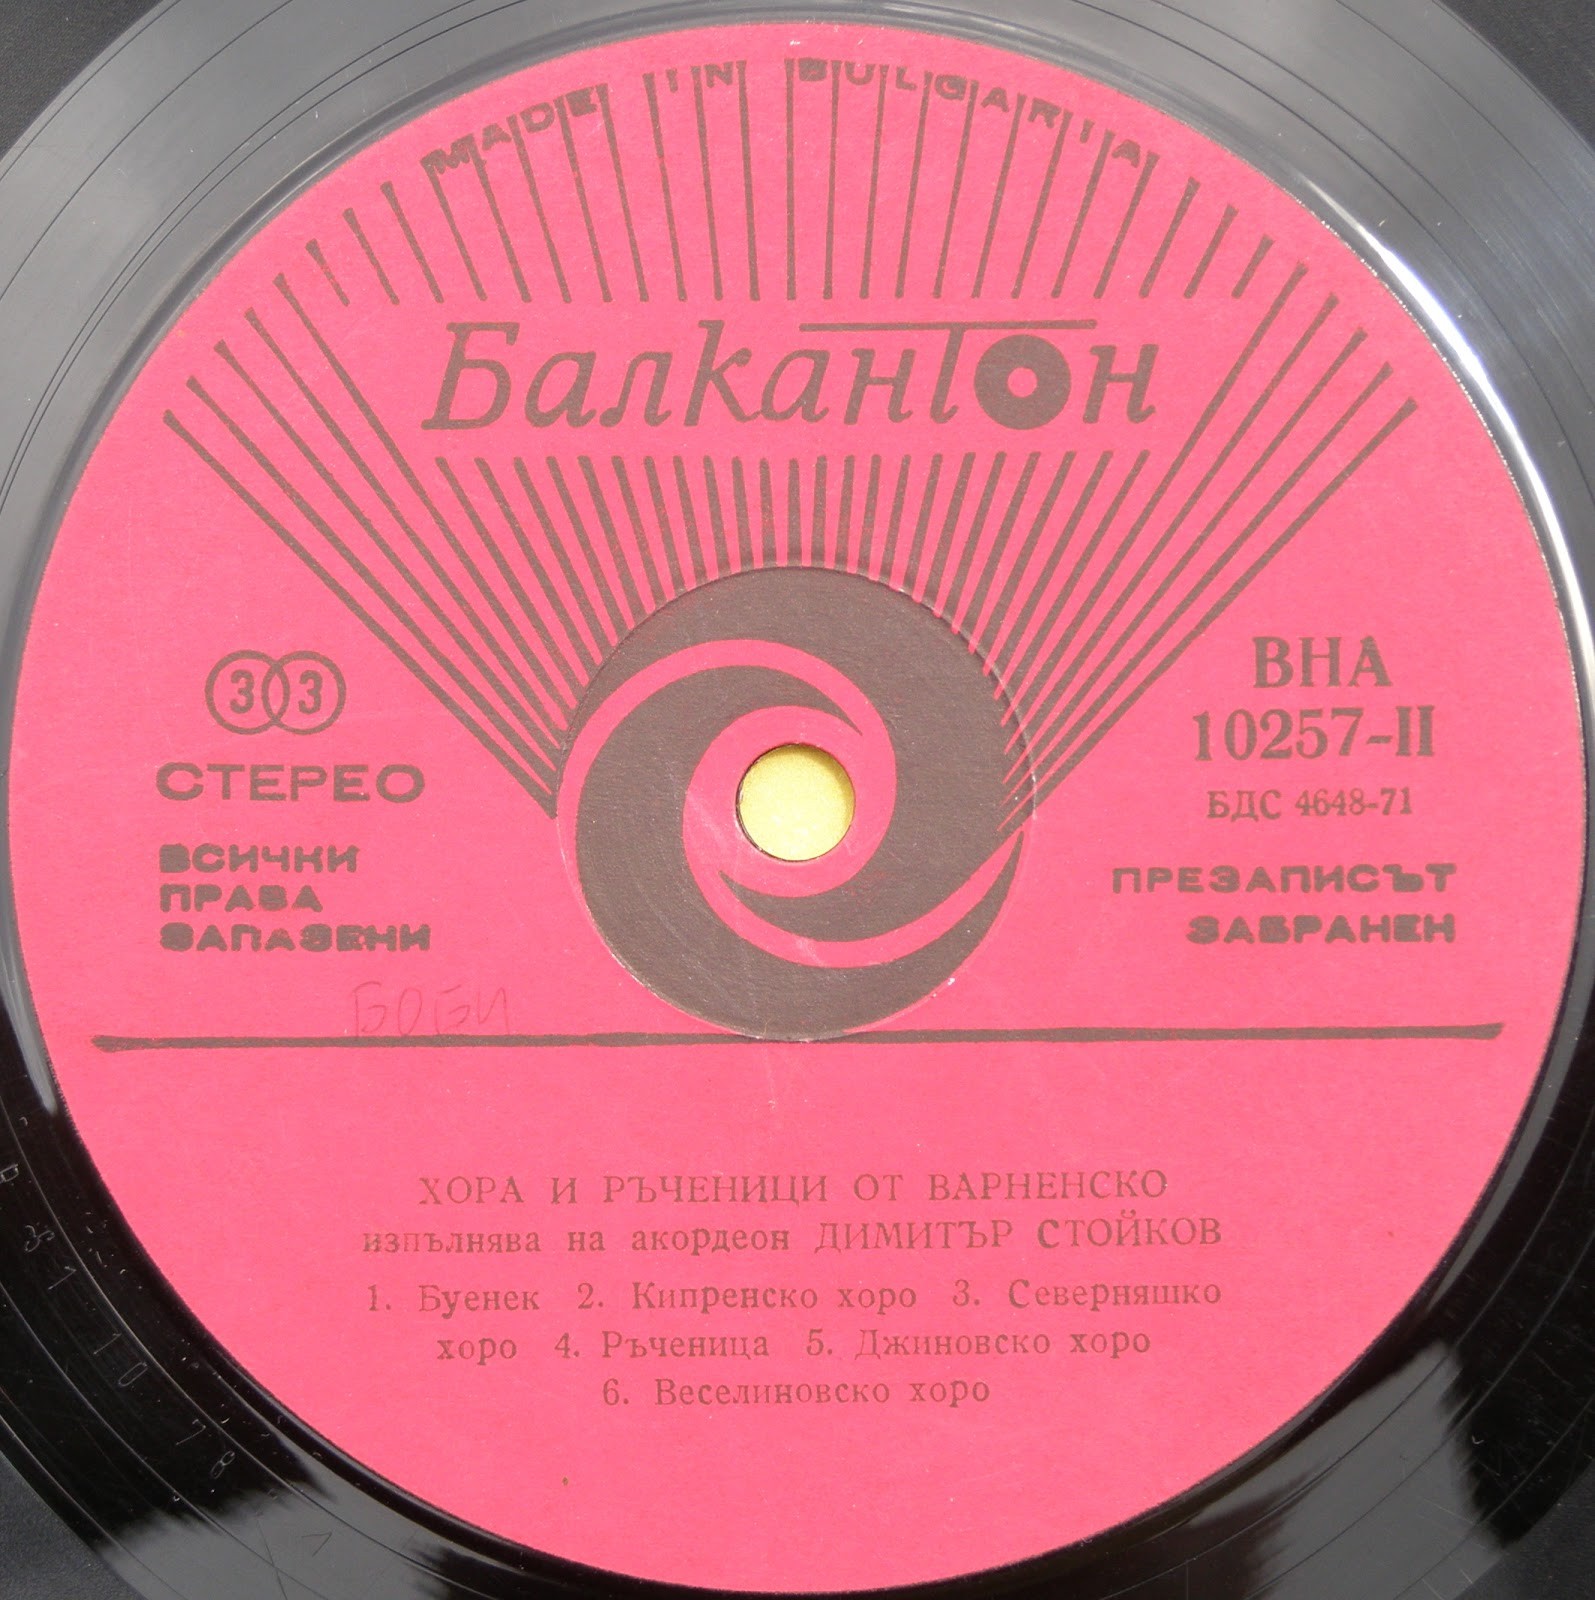 MADE IN BULGARIA
Балкантон
33
СТЕРЕО
ВСИЧКИ
ПРАВА
ЗАПАЗЕНИ
ВНА
10257-II
БДС 4648-71
ПРЕЗАПИСЪТ
ЗАБРАНЕН
БОБИ
ХОРА И РЪЧЕНИЦИ ОТ ВАРНЕНСКО
изпълнява на акордеон ДИМИТЪР СТОЙКОВ
1. Буенек 2. Кипренско хоро 3. Северняшко
хоро 4. Ръченица 5. Джиновско хоро
6. Веселиновско хоро